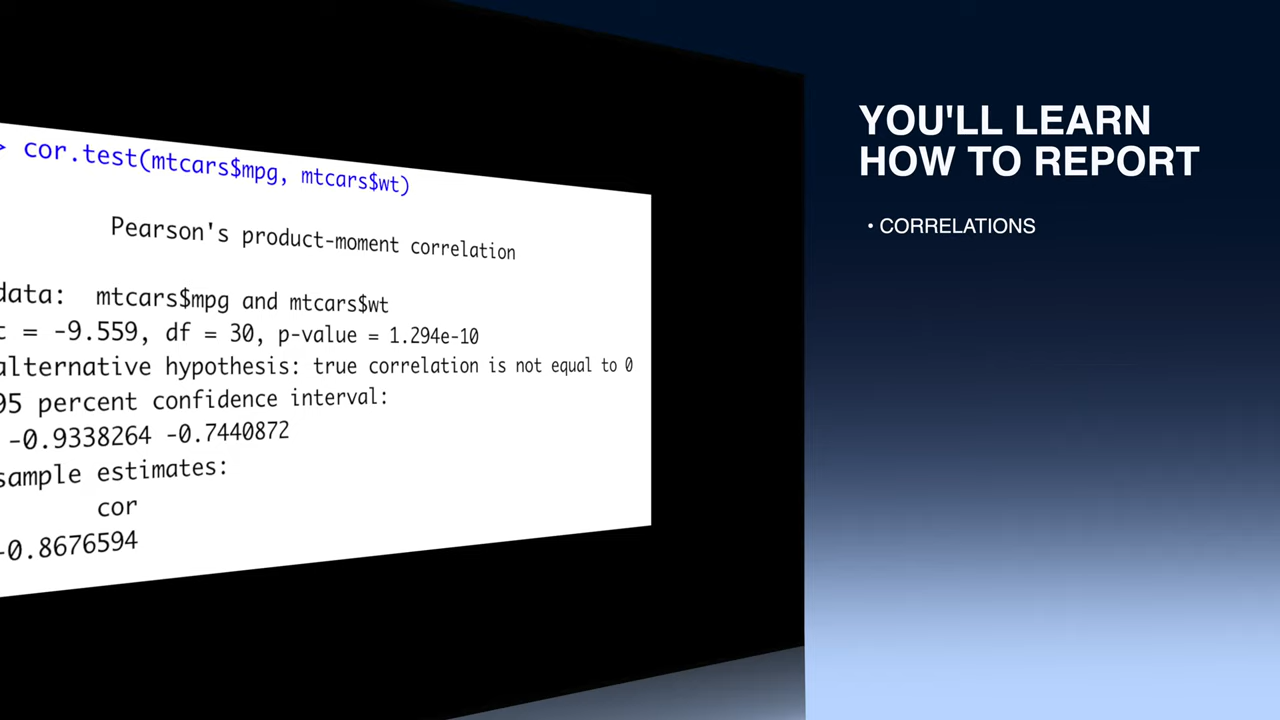 > cor.test(mtcars$mpg, mtcars$wt)
Pearson's product-moment correlation
data: mtcars$mpg and mtcars$wt
t = -9.559, df = 30, p-value = 1.294e-10
alternative hypothesis: true correlation is not equal to 0
95 percent confidence interval:
-0.9338264 -0.7440872
sample estimates:
cor
-0.8676594
YOU'LL LEARN
HOW TO REPORT
• CORRELATIONS